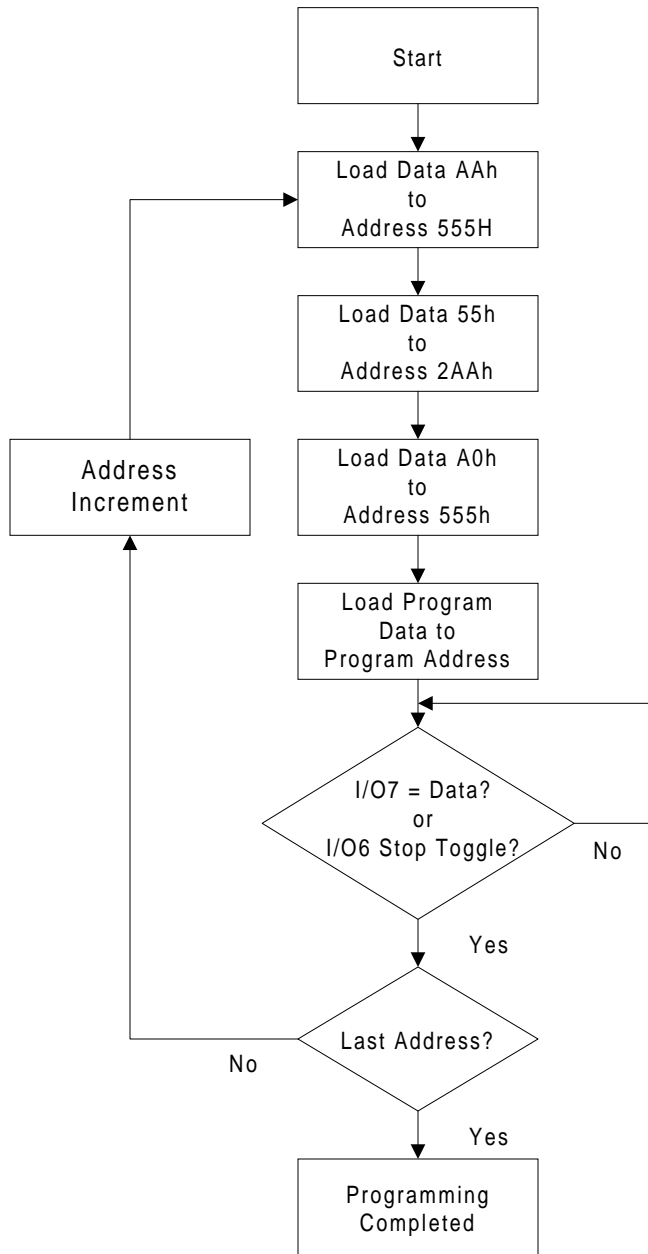 Start
Load Data AAh
to
Address 555H
Load Data 55h
to
Address 2AAh
Address
Increment
Load Data A0h
to
Address 555h
Load Program
Data to
Program Address
I/O7 = Data?
or
I/O6 Stop Toggle?
No
Yes
Last Address?
No
Yes
Programming
Completed